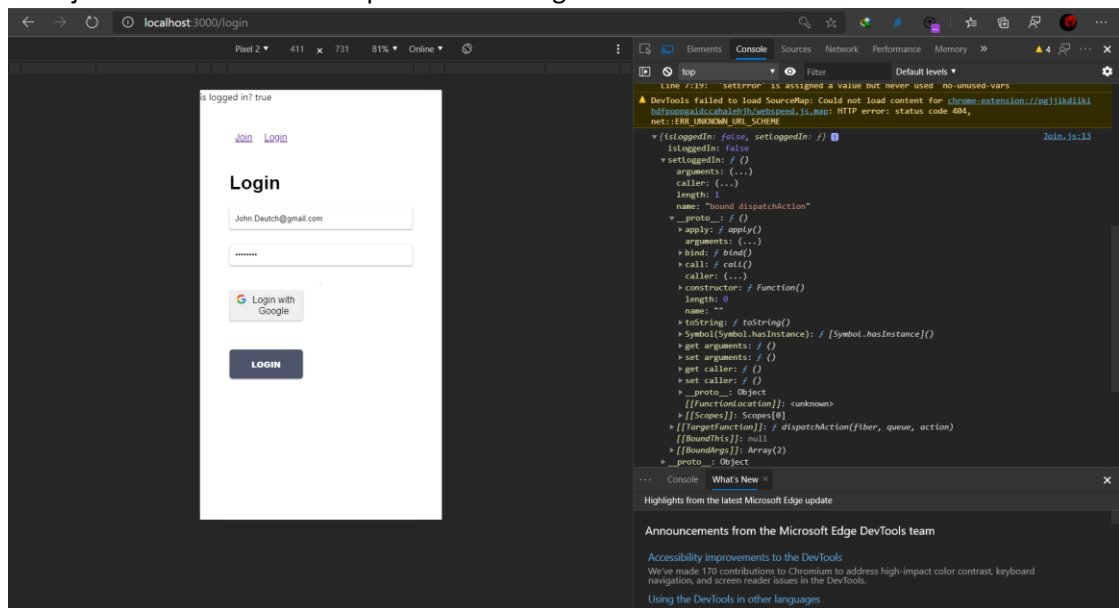 localhost:3000/login
Pixel 2 ▼ 411 x 731 81% ▼ Online ▼
Elements Console Sources Network Performance Memory » ▲ 4 ··· ×
top ▼ Filter Default levels ▼
Line 7:19: 'setError' is assigned a value but never used no-unused-vars
DevTools failed to load SourceMap: Could not load content for chrome-extension://
webspeed.js.map: HTTP error: status code 404,
net::ERR_UNKNOWN_URL_SCHEME
▼{isLoggedIn: false, setLoggedIn: ƒ} Join.js:13
isLoggedIn: false
▼setLoggedIn: ƒ ()
arguments: (...)
caller: (...)
length: 1
name: "bound dispatchAction"
▼__proto__: ƒ ()
▶apply: ƒ apply()
arguments: (...)
▶bind: ƒ bind()
▶call: ƒ call()
caller: (...)
▶constructor: ƒ Function()
length: 0
name: ""
▶toString: ƒ toString()
▶Symbol(Symbol.hasInstance): ƒ [Symbol.hasInstance]()
▶get arguments: ƒ ()
▶set arguments: ƒ ()
▶get caller: ƒ ()
▶set caller: ƒ ()
▶__proto__: Object
[[FunctionLocation]]: <unknown>
▶[[Scopes]]: Scopes[0]
▶[[TargetFunction]]: ƒ dispatchAction(fiber, queue, action)
[[BoundThis]]: null
▶[[BoundArgs]]: Array(2)
▶__proto__: Object
is logged in? true
Join Login
Login
John.Deutch@gmail.com
••••••••
Login with
Google
LOGIN
··· Console What's New × ×
Highlights from the latest Microsoft Edge update
Announcements from the Microsoft Edge DevTools team
Accessibility improvements to the DevTools
We've made 170 contributions to Chromium to address high-impact color contrast, keyboard
navigation, and screen reader issues in the DevTools.
Using the DevTools in other languages